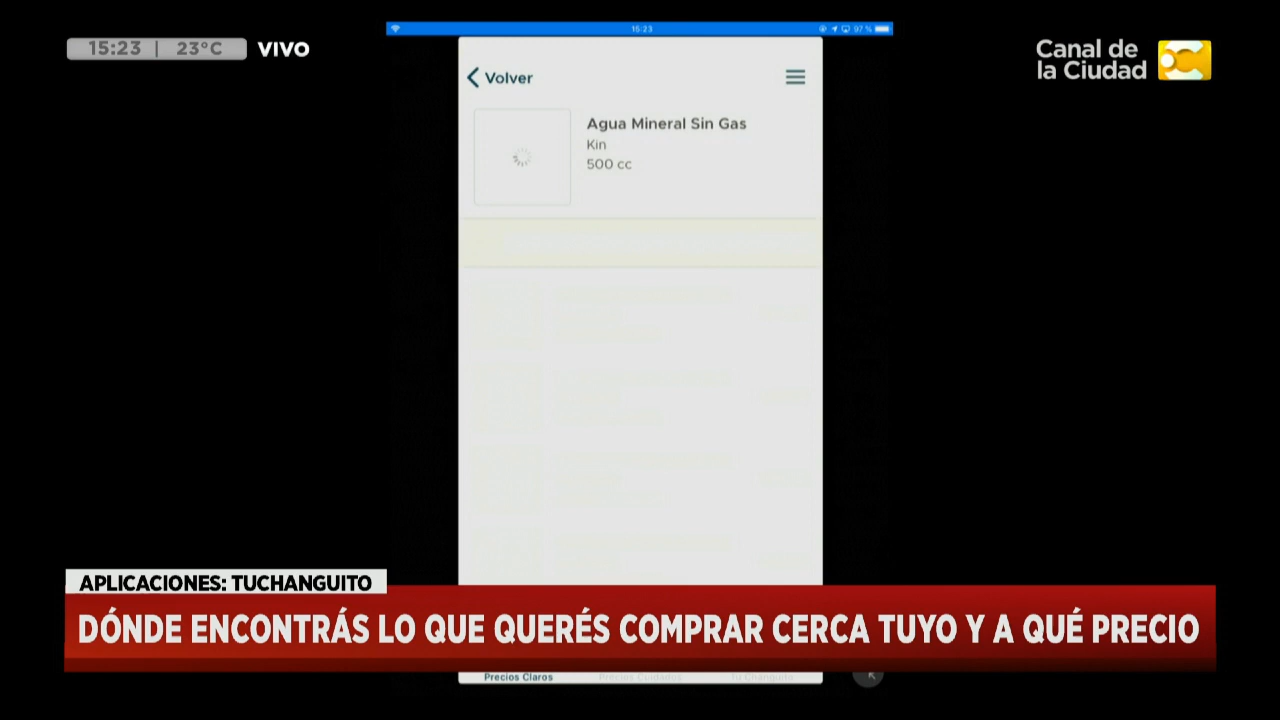 15:23 | 23°C VIVO
15:23
97 %
Canal de
la Ciudad
Volver
Agua Mineral Sin Gas
Kin
500 cc
APLICACIONES: TUCHANGUITO
DÓNDE ENCONTRÁS LO QUE QUERÉS COMPRAR CERCA TUYO Y A QUÉ PRECIO
Precios Claros
Precios Cuidados
Tu Changuito